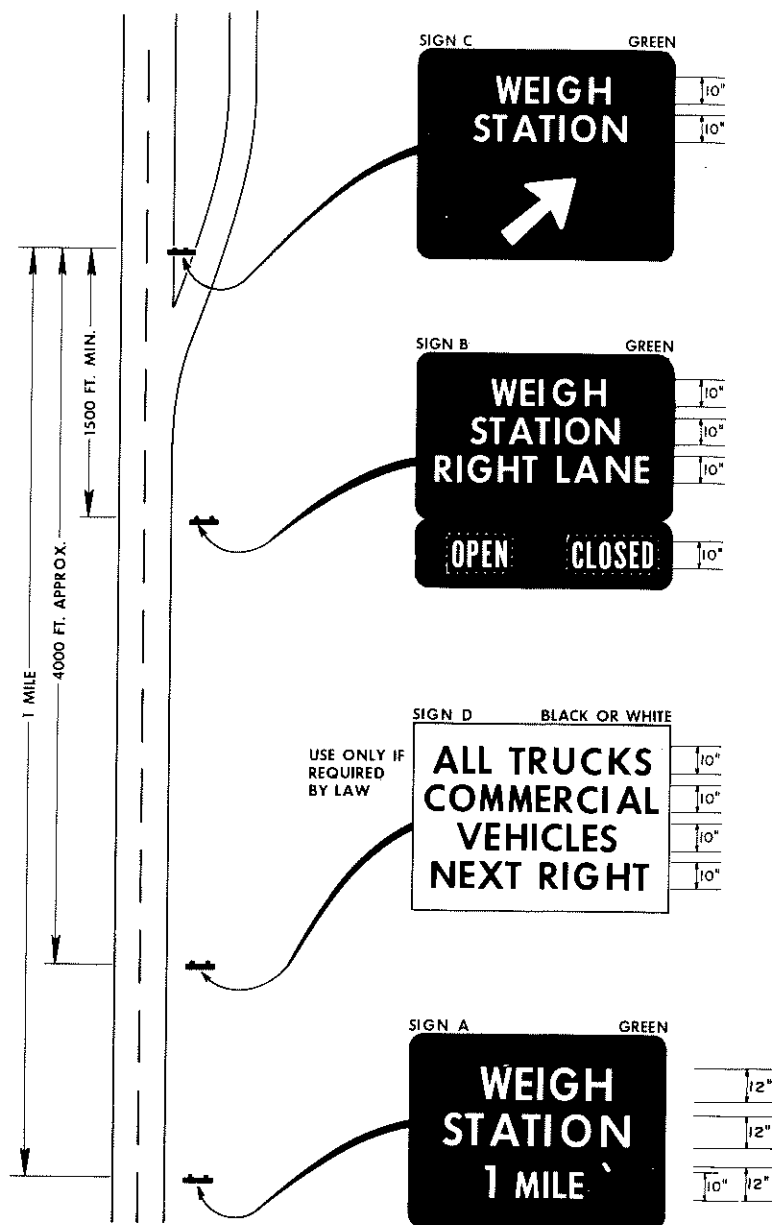 SIGN C GREEN
WEIGH
STATION
10"
10"
SIGN B GREEN
WEIGH
STATION
RIGHT LANE
OPEN CLOSED
10"
10"
10"
10"
1500 FT. MIN.
4000 FT. APPROX.
1 MILE
SIGN D BLACK OR WHITE
USE ONLY IF
REQUIRED
BY LAW
ALL TRUCKS
COMMERCIAL
VEHICLES
NEXT RIGHT
10"
10"
10"
10"
SIGN A GREEN
WEIGH
STATION
1 MILE
12"
12"
10" 12"